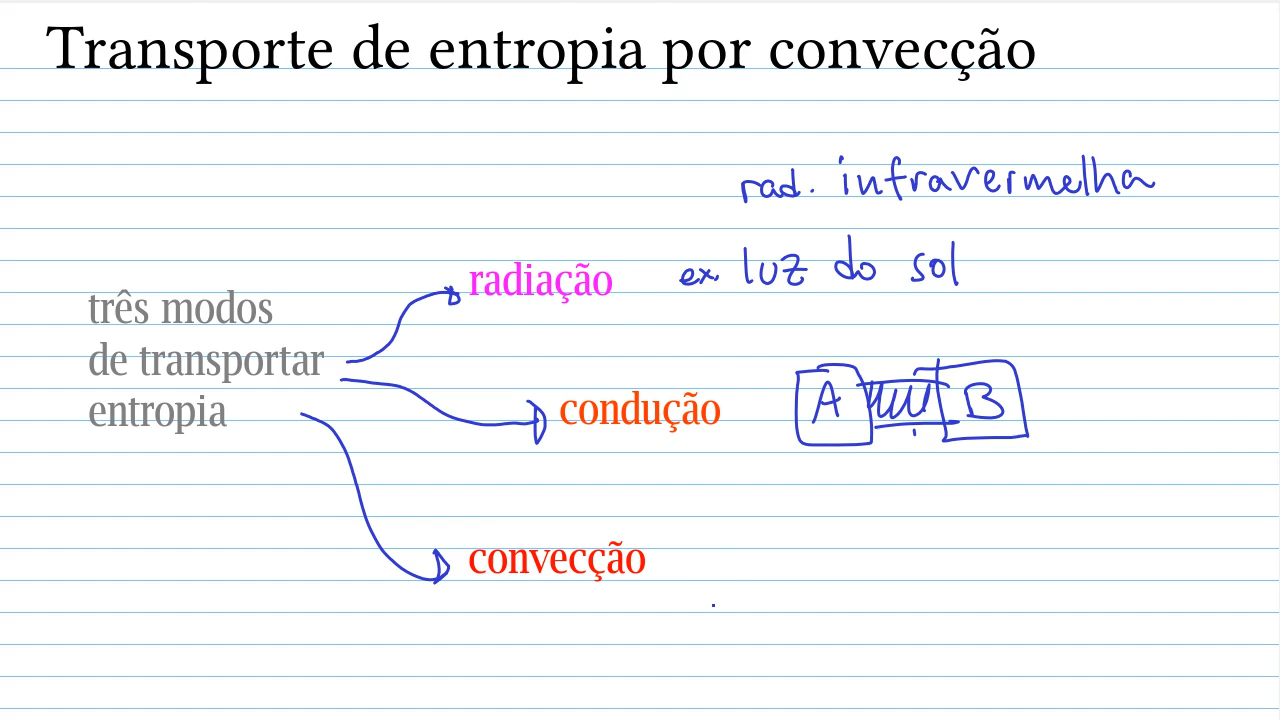 Transporte de entropia por convecção
rad. infravermelha
radiação
ex. luz do sol
três modos
de transportar
entropia
condução
A B
convecção